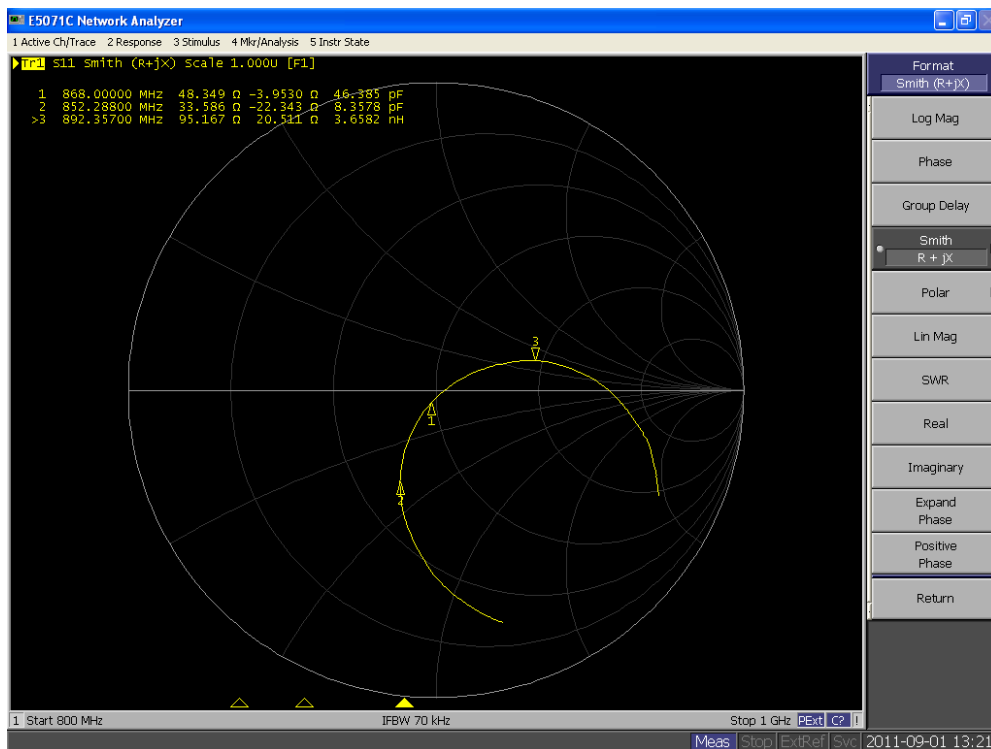 E5071C Network Analyzer
1 Active Ch/Trace 2 Response 3 Stimulus 4 Mkr/Analysis 5 Instr State
Tr1 S11 Smith (R+jX) Scale 1.000U [F1]
1 868.00000 MHz 48.349 Ω -3.9530 Ω 46.385 pF
2 852.28800 MHz 33.586 Ω -22.343 Ω 8.3578 pF
>3 892.35700 MHz 95.167 Ω 20.511 Ω 3.6582 nH
3
1
2
Format
Smith (R+jX)
Log Mag
Phase
Group Delay
Smith
R + jX
Polar
Lin Mag
SWR
Real
Imaginary
Expand
Phase
Positive
Phase
Return
1 Start 800 MHz IFBW 70 kHz Stop 1 GHz PExt C? !
Meas Stop ExtRef Svc 2011-09-01 13:21